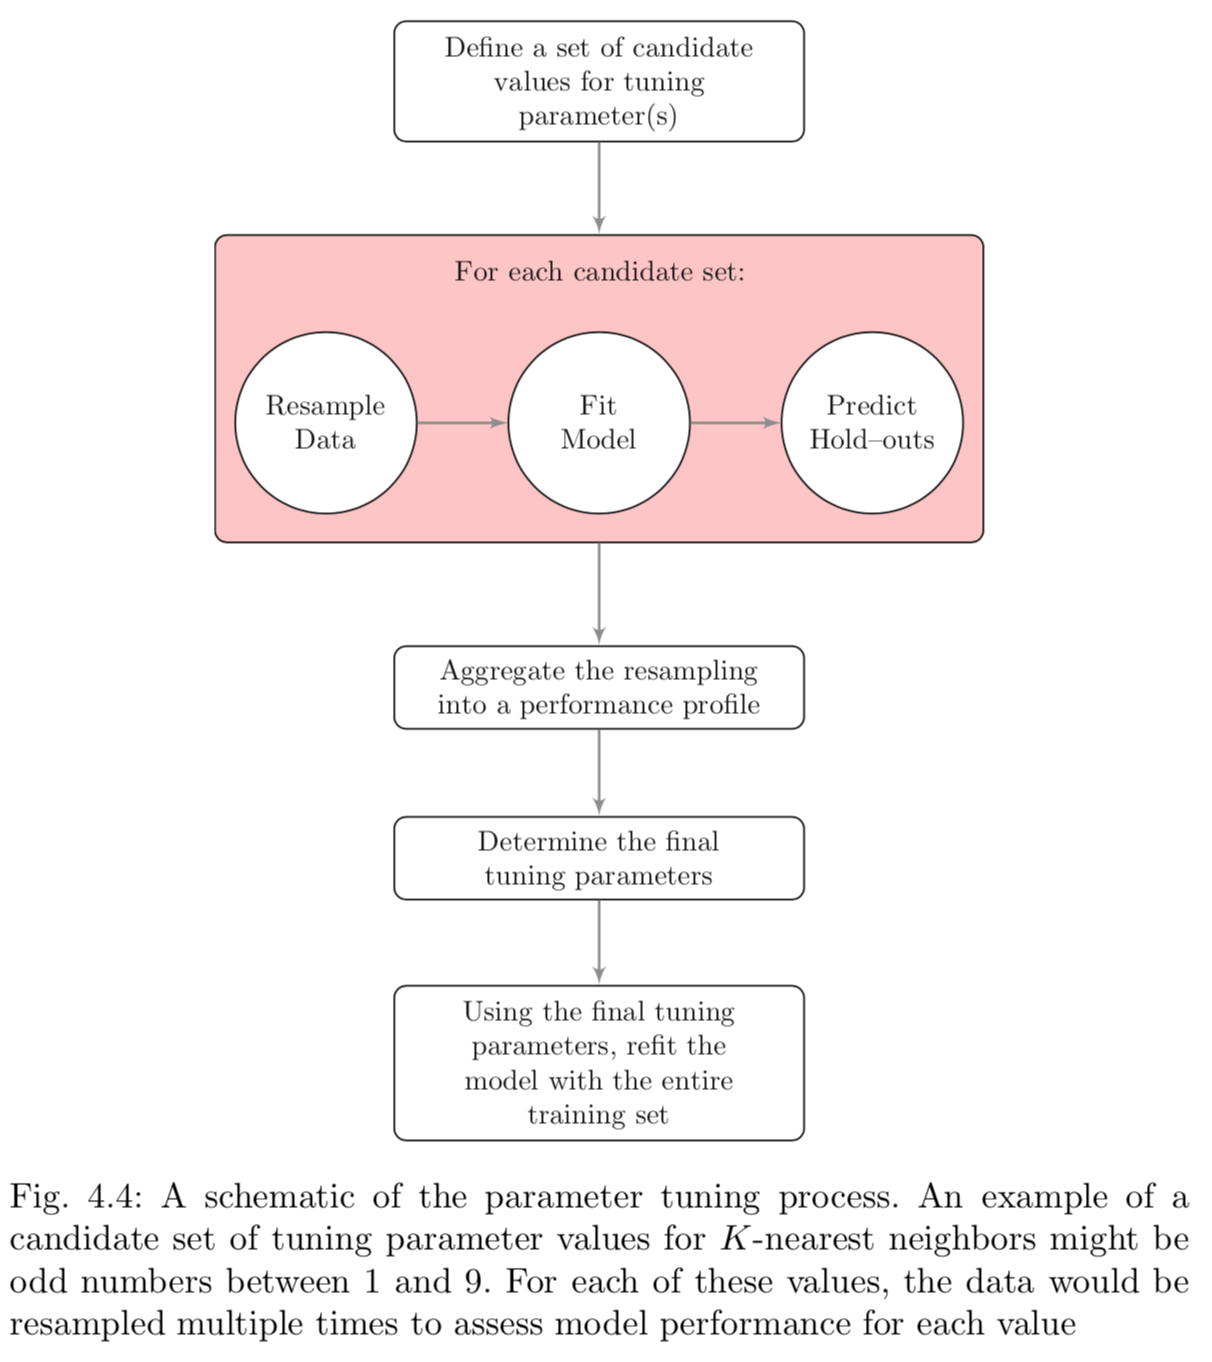 Define a set of candidate
values for tuning
parameter(s)
For each candidate set:
Resample
Data
Fit
Model
Predict
Hold–outs
Aggregate the resampling
into a performance profile
Determine the final
tuning parameters
Using the final tuning
parameters, refit the
model with the entire
training set
Fig. 4.4: A schematic of the parameter tuning process. An example of a
candidate set of tuning parameter values for K-nearest neighbors might be
odd numbers between 1 and 9. For each of these values, the data would be
resampled multiple times to assess model performance for each value